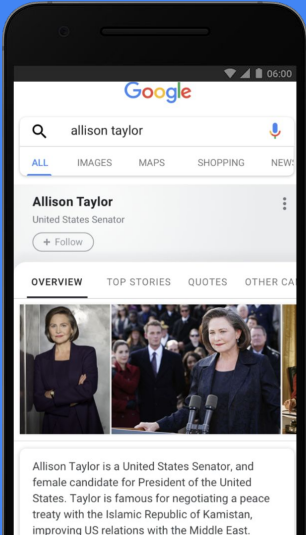 06:00
Google
allison taylor
ALL IMAGES MAPS SHOPPING NEWS
Allison Taylor
United States Senator
+ Follow
OVERVIEW TOP STORIES QUOTES OTHER CA
Allison Taylor is a United States Senator, and
female candidate for President of the United
States. Taylor is famous for negotiating a peace
treaty with the Islamic Republic of Kamistan,
improving US relations with the Middle East.